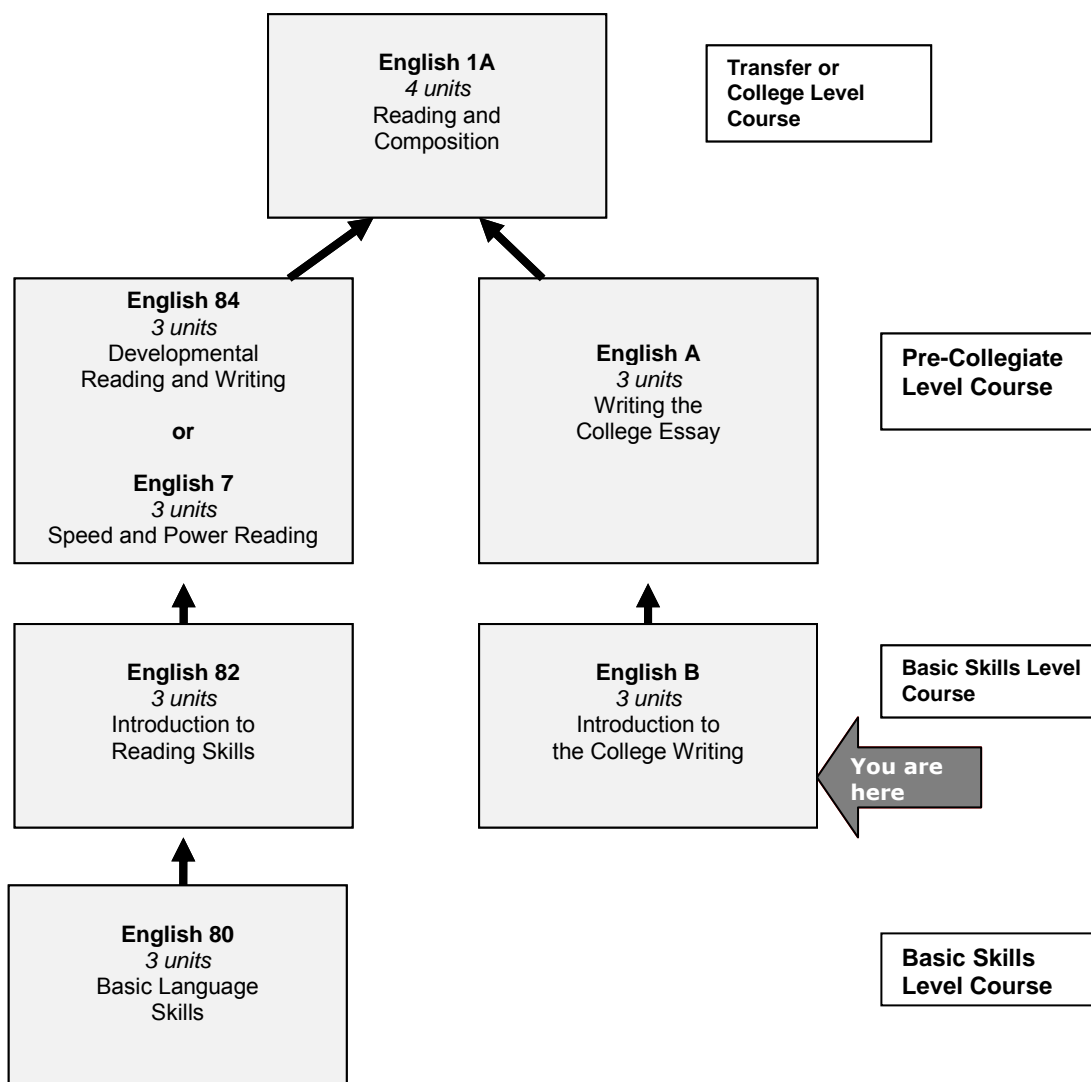 English 1A
4 units
Reading and
Composition
Transfer or
College Level
Course
English 84
3 units
Developmental
Reading and Writing
or
English 7
3 units
Speed and Power Reading
English A
3 units
Writing the
College Essay
Pre-Collegiate
Level Course
English 82
3 units
Introduction to
Reading Skills
English B
3 units
Introduction to
the College Writing
Basic Skills Level
Course
You are
here
English 80
3 units
Basic Language
Skills
Basic Skills
Level Course